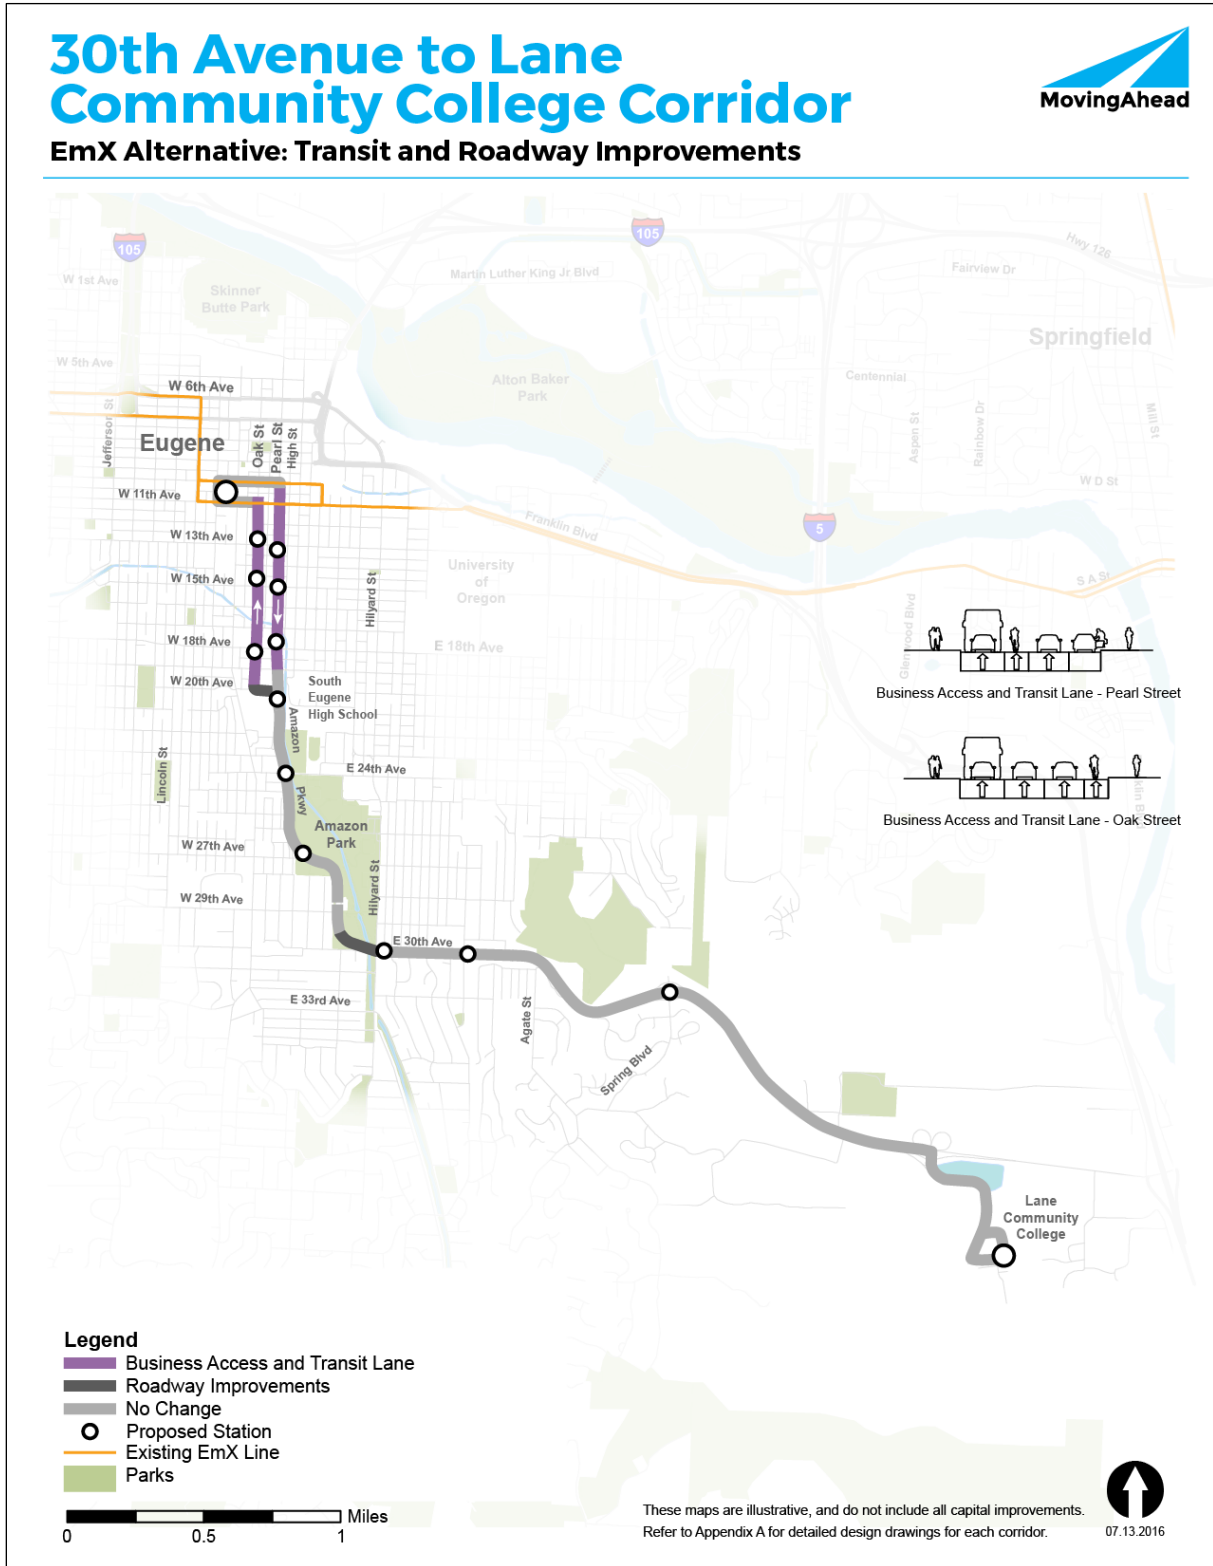 30th Avenue to Lane
Community College Corridor
EmX Alternative: Transit and Roadway Improvements
MovingAhead
105
105
Hwy 126
W 1st Ave
Skinner
Butte Park
Martin Luther King Jr Blvd
Fairview Dr
Springfield
W 5th Ave
W 6th Ave
Alton Baker
Park
Centennial
Jefferson St
Eugene
Oak St
Pearl St
High St
Aspen St
Rainbow Dr
Mill St
W 11th Ave
W D St
Franklin Blvd
5
W 13th Ave
W 15th Ave
University
of
Oregon
Hilyard St
S A St
W 18th Ave
E 18th Ave
Glenwood Blvd
W 20th Ave
South
Eugene
High School
Business Access and Transit Lane - Pearl Street
Amazon
Pkwy
E 24th Ave
Lincoln St
Business Access and Transit Lane - Oak Street
klin Bl
Amazon
Park
W 27th Ave
Hilyard St
W 29th Ave
E 30th Ave
E 33rd Ave
Agate St
Spring Blvd
Lane
Community
College
Legend
Business Access and Transit Lane
Roadway Improvements
No Change
Proposed Station
Existing EmX Line
Parks
Miles
0 0.5 1
These maps are illustrative, and do not include all capital improvements.
Refer to Appendix A for detailed design drawings for each corridor.
07.13.2016